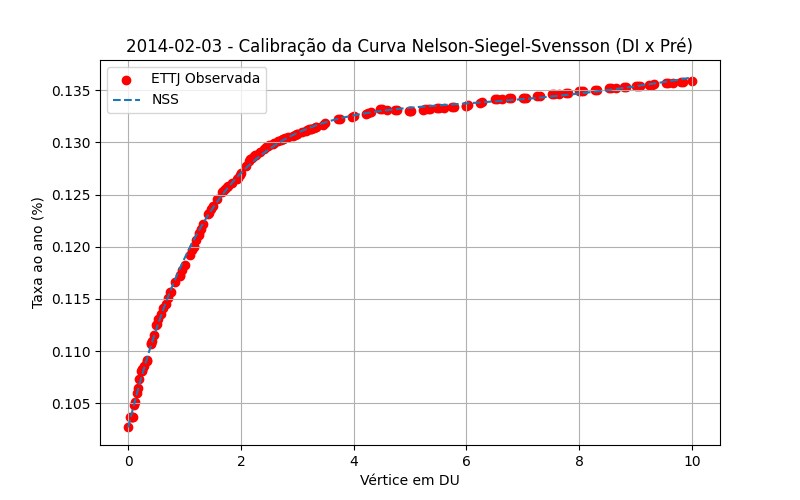 2014-02-03 - Calibração da Curva Nelson-Siegel-Svensson (DI x Pré)
ETTJ Observada
NSS
Taxa ao ano (%)
0.135
0.130
0.125
0.120
0.115
0.110
0.105
0 2 4 6 8 10
Vértice em DU